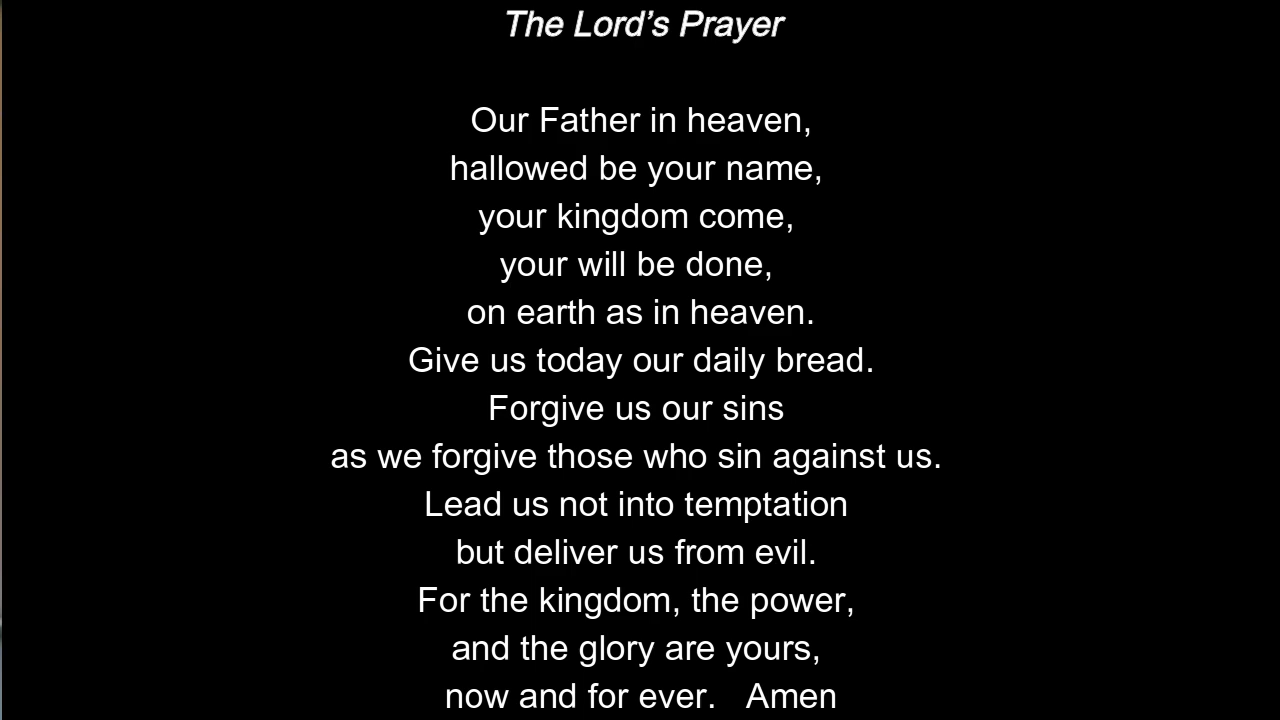 The Lord’s Prayer
Our Father in heaven,
hallowed be your name,
your kingdom come,
your will be done,
on earth as in heaven.
Give us today our daily bread.
Forgive us our sins
as we forgive those who sin against us.
Lead us not into temptation
but deliver us from evil.
For the kingdom, the power,
and the glory are yours,
now and for ever.   Amen